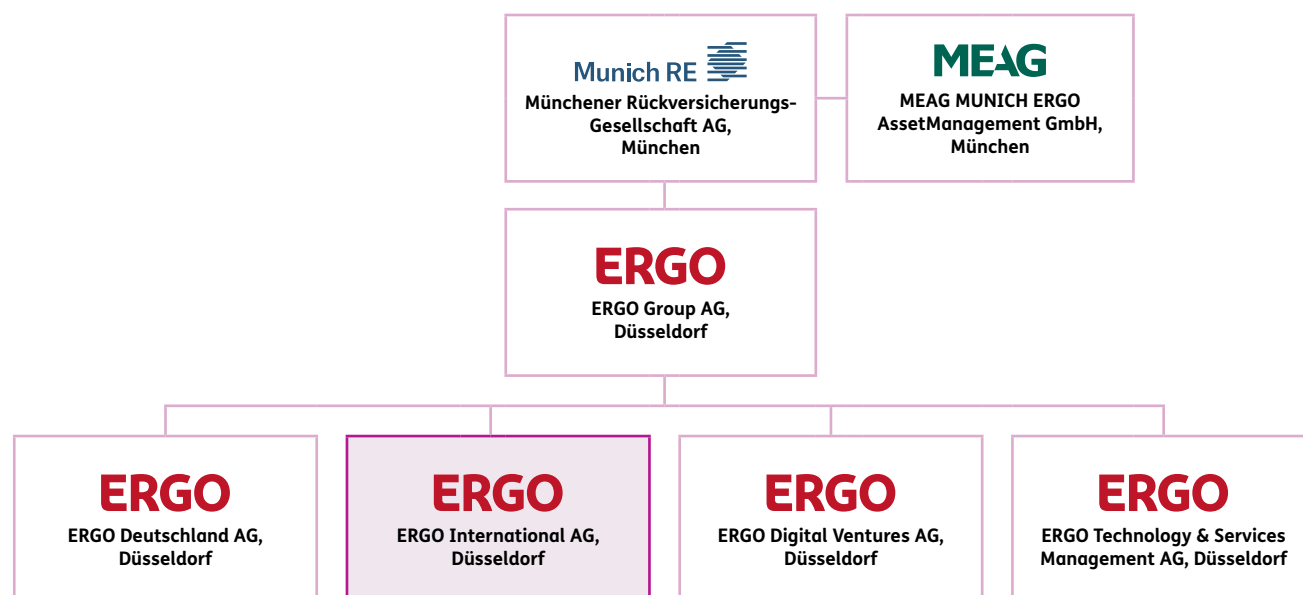 Munich RE
Münchener Rückversicherungs-
Gesellschaft AG,
München
MEAG
MEAG MUNICH ERGO
AssetManagement GmbH,
München
ERGO
ERGO Group AG,
Düsseldorf
ERGO
ERGO Deutschland AG,
Düsseldorf
ERGO
ERGO International AG,
Düsseldorf
ERGO
ERGO Digital Ventures AG,
Düsseldorf
ERGO
ERGO Technology & Services
Management AG, Düsseldorf